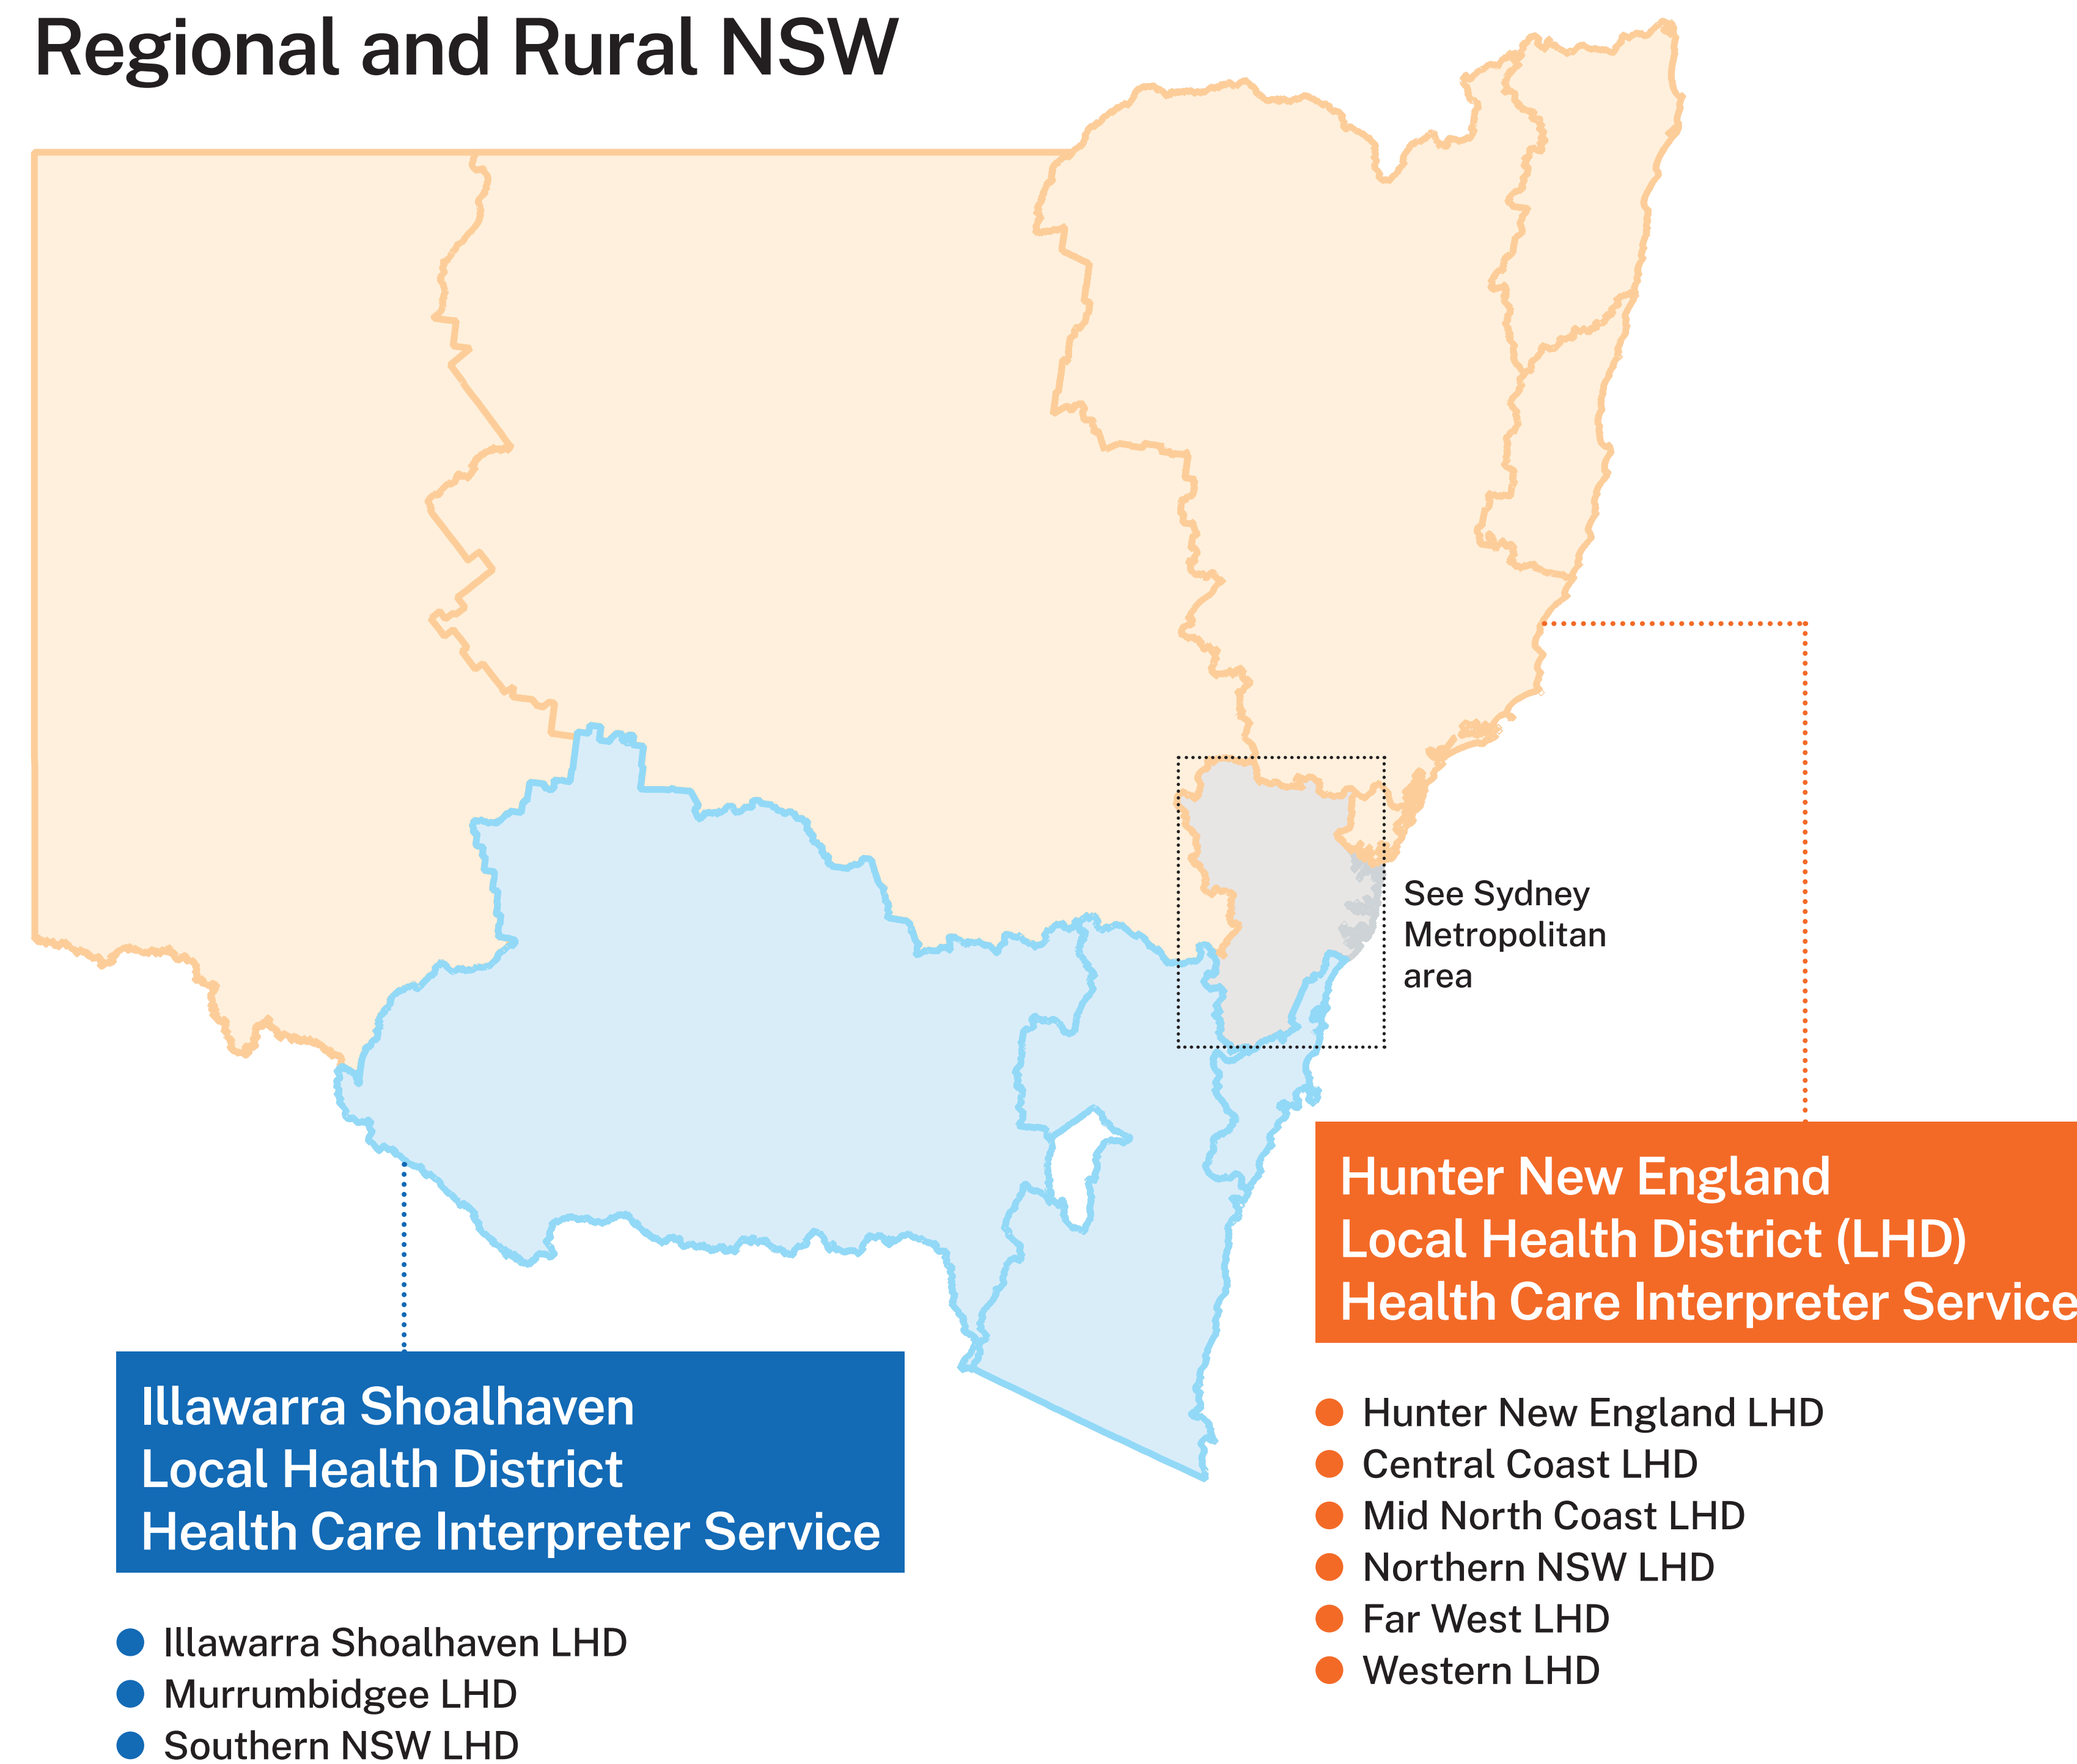 Regional and Rural NSW
See Sydney
Metropolitan
area
Hunter New England
Local Health District (LHD)
Health Care Interpreter Service
Hunter New England LHD
Central Coast LHD
Mid North Coast LHD
Northern NSW LHD
Far West LHD
Western LHD
Illawarra Shoalhaven
Local Health District
Health Care Interpreter Service
Illawarra Shoalhaven LHD
Murrumbidgee LHD
Southern NSW LHD